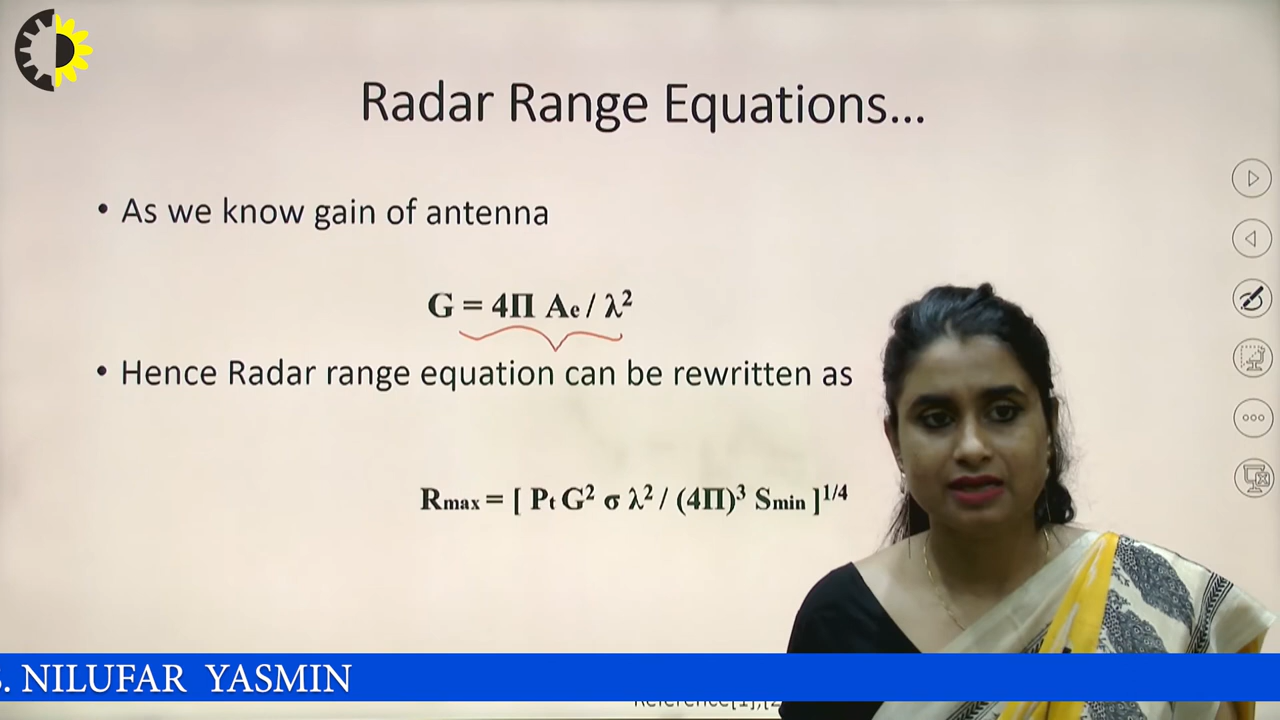 Radar Range Equations...
• As we know gain of antenna
G = 4Π Ae / λ²
• Hence Radar range equation can be rewritten as
Rmax = [ Pt G² σ λ² / (4Π)³ Smin ]^1/4
. NILUFAR YASMIN